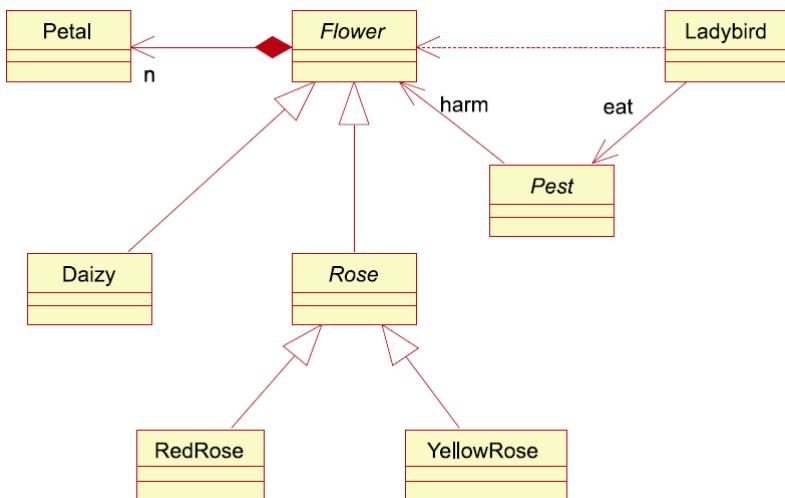 Petal
Flower
Ladybird
n
harm
eat
Pest
Daizy
Rose
RedRose
YellowRose